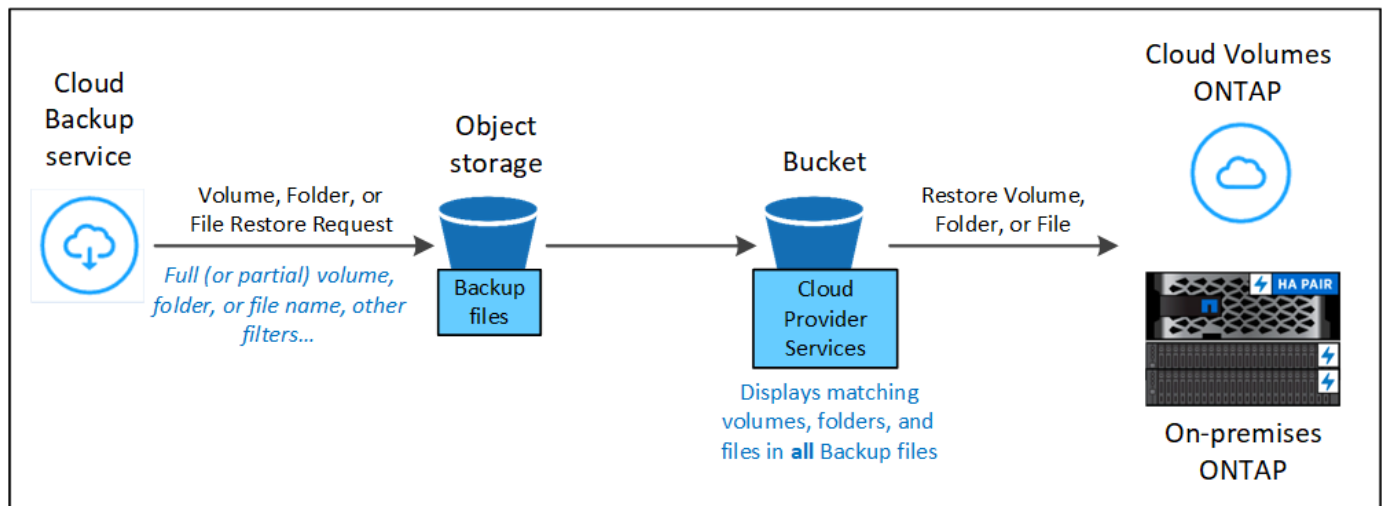 Cloud
Backup
service
Volume, Folder, or
File Restore Request
Full (or partial) volume,
folder, or file name, other
filters...
Object
storage
Backup
files
Bucket
Cloud
Provider
Services
Displays matching
volumes, folders, and
files in all Backup files
Restore Volume,
Folder, or File
Cloud Volumes
ONTAP
HA PAIR
On-premises
ONTAP